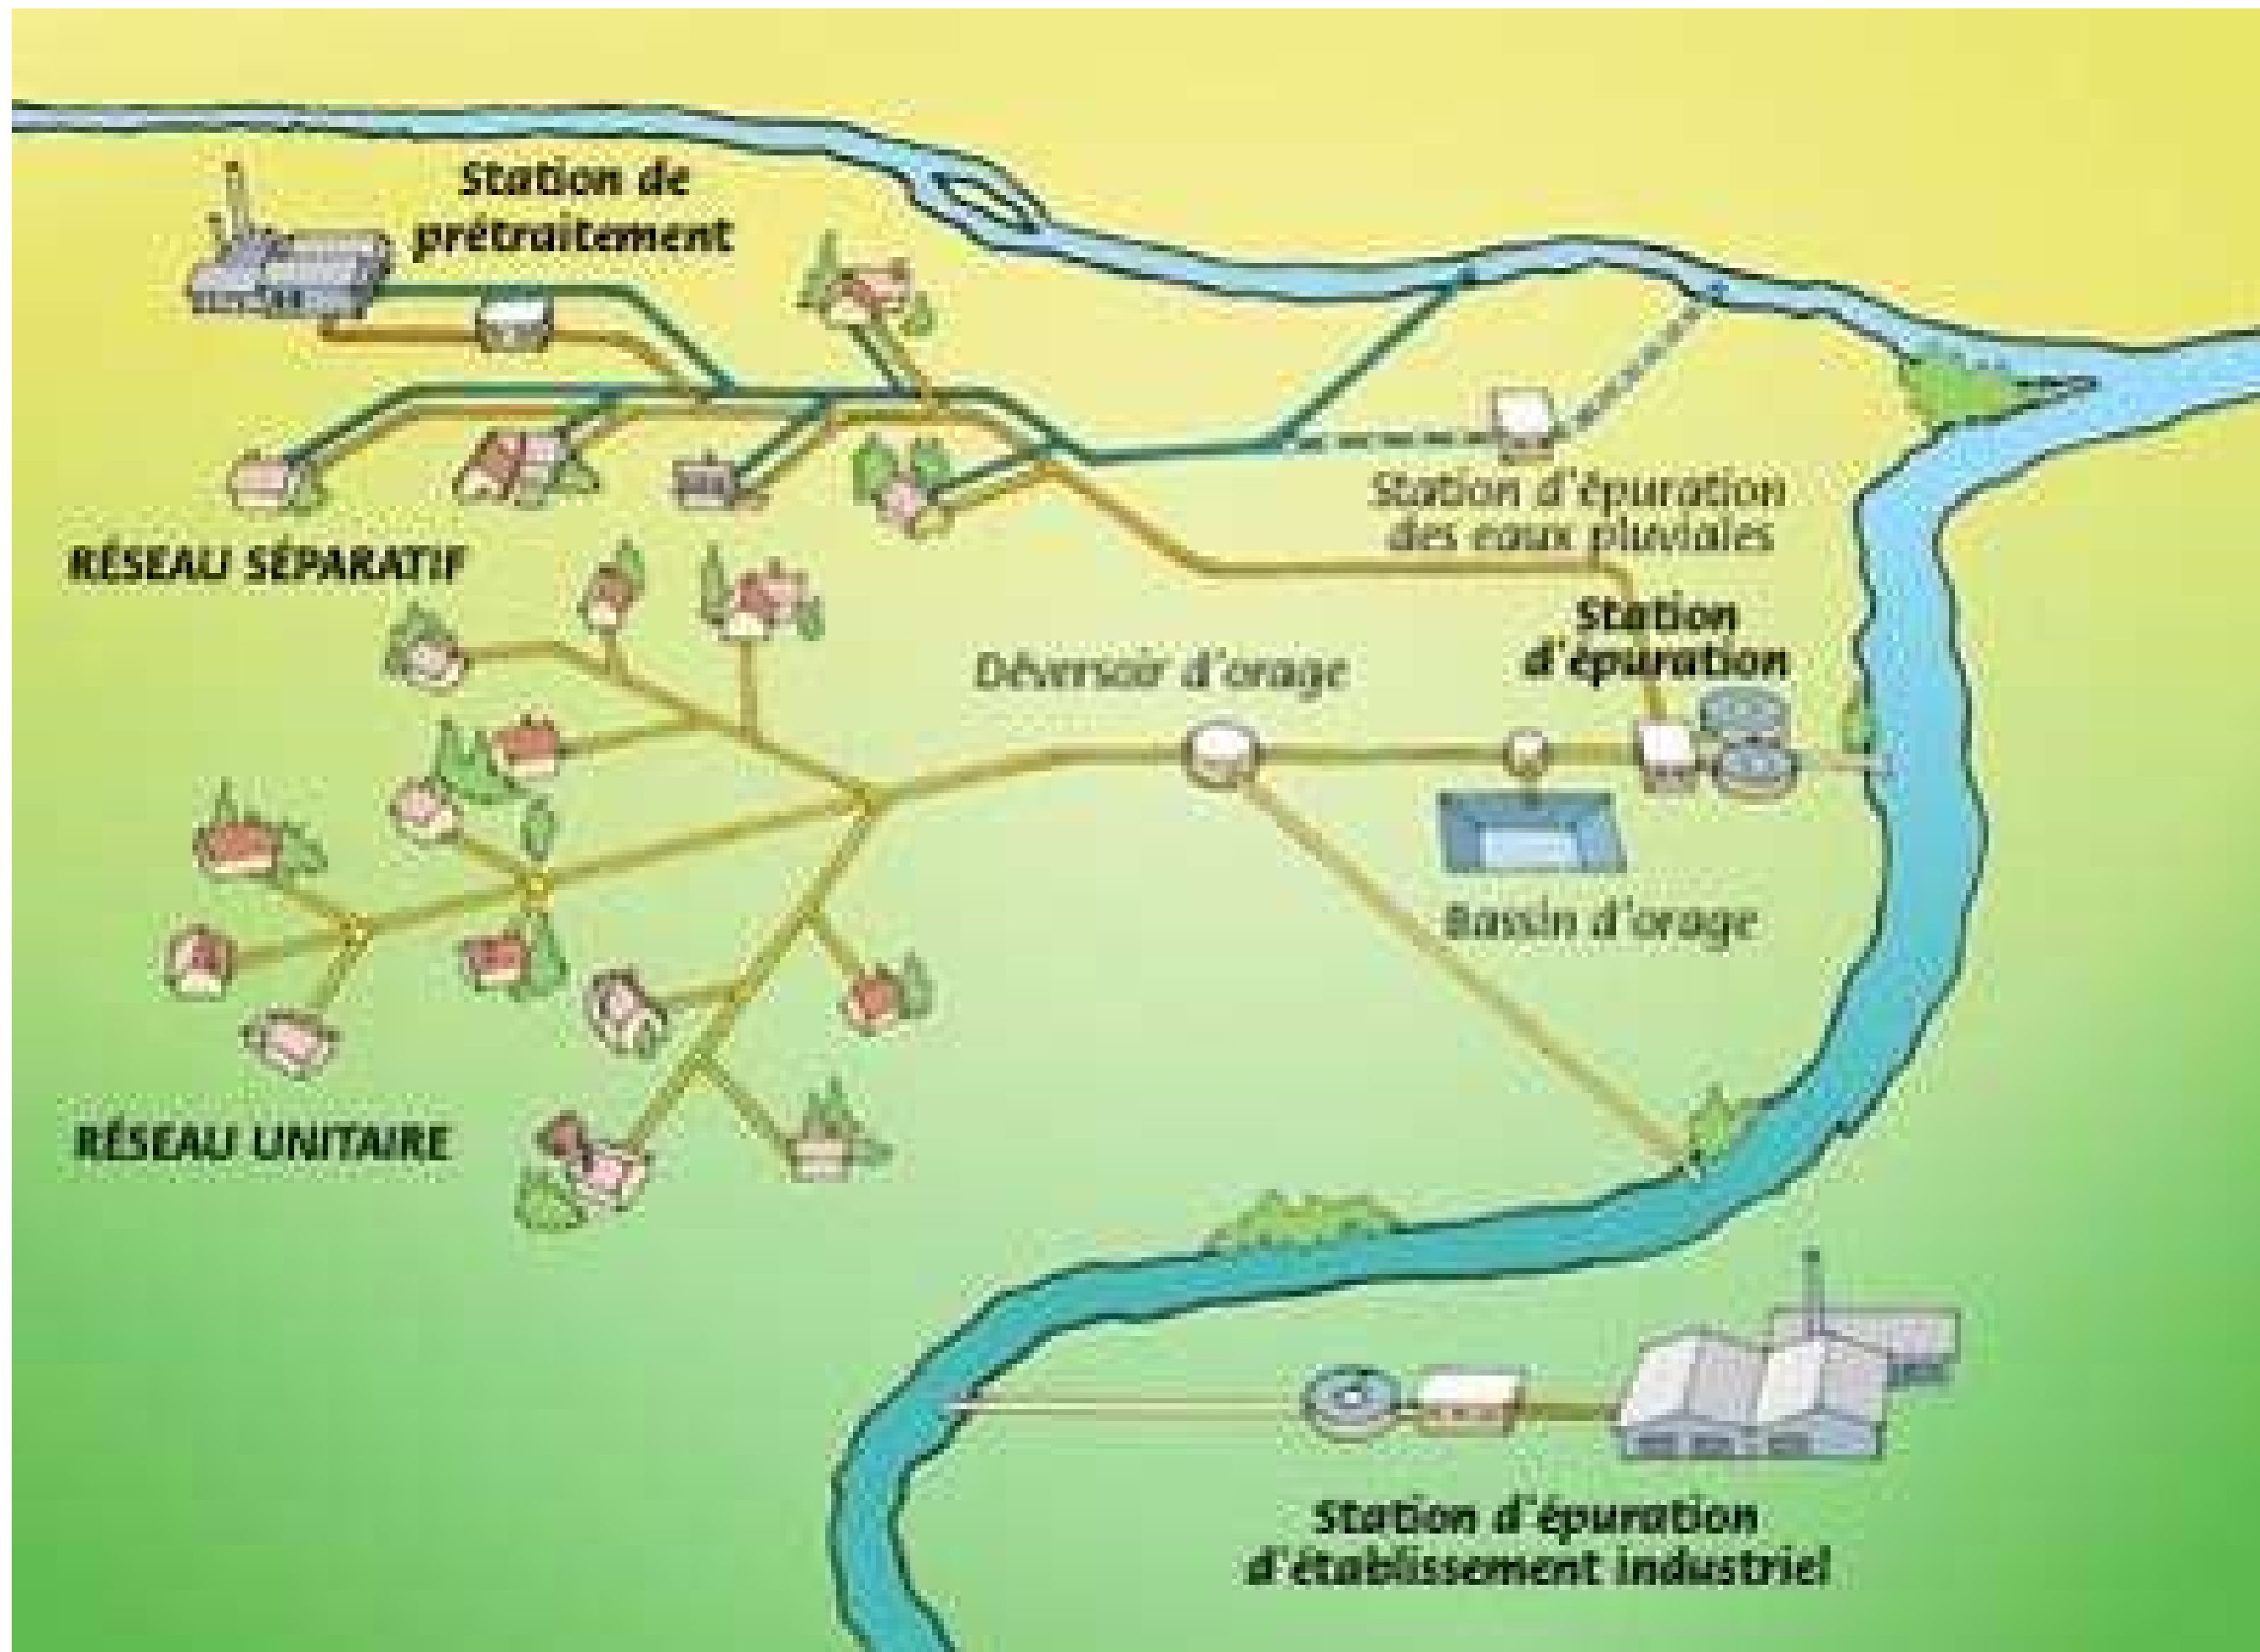 Station de
prétraitement
Station d'épuration
des eaux pluviales
RÉSEAU SÉPARATIF
Station
d'épuration
Déversoir d'orage
Bassin d'orage
RÉSEAU UNITAIRE
Station d'épuration
d'établissement industriel